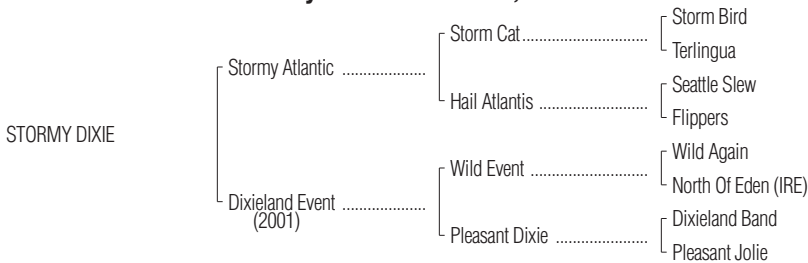 Storm Bird
Storm Cat......................
Terlingua
Stormy Atlantic ....................
Seattle Slew
Hail Atlantis .........................
Flippers
STORMY DIXIE
Wild Again
Wild Event ...........................
North Of Eden (IRE)
Dixieland Event ....................
(2001)
Dixieland Band
Pleasant Dixie ......................
Pleasant Jolie